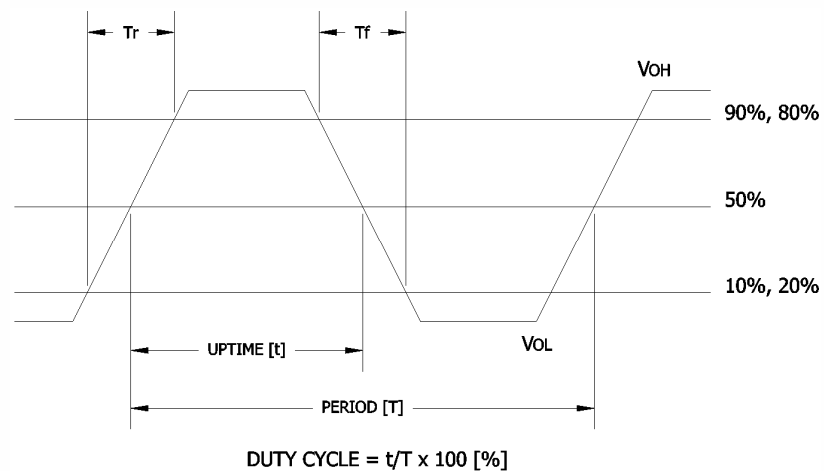 Tr
Tf
VOH
90%, 80%
50%
10%, 20%
VOL
UPTIME [t]
PERIOD [T]
DUTY CYCLE = t/T x 100 [%]